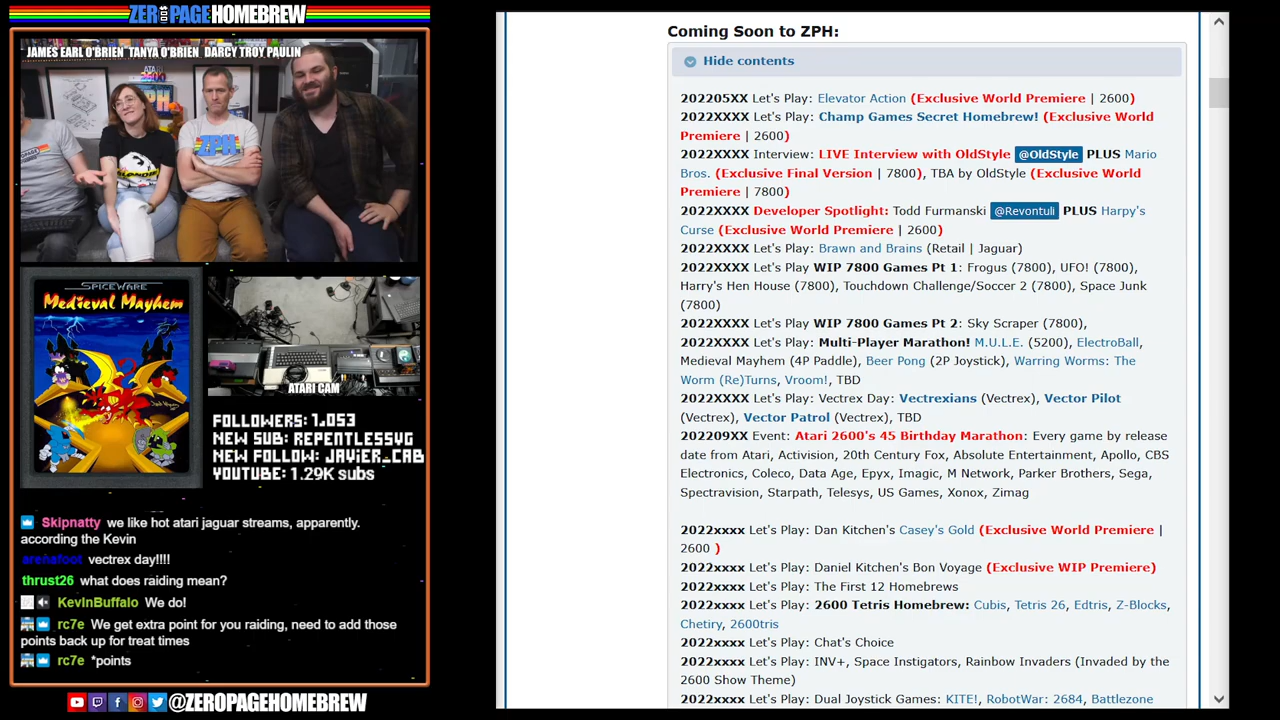 ZERO PAGE HOMEBREW
JAMES EARL O'BRIEN TANYA O'BRIEN DARCY TROY PAULIN
ZPH
BLONDIE
SPICEWARE
Medieval Mayhem
ATARI CAM
FOLLOWERS: 1,053
NEW SUB: REPENTLESSVG
NEW FOLLOW: JAVIER_CAB
YOUTUBE: 1.29K SUBS
Skipnatty we like hot atari jaguar streams, apparently.
according the Kevin
arenafoot vectrex day!!!!
thrust26 what does raiding mean?
KevInBuffalo We do!
rc7e We get extra point for you raiding, need to add those
points back up for treat times
rc7e *points
@ZEROPAGEHOMEBREW
Coming Soon to ZPH:
Hide contents
202205XX Let's Play: Elevator Action (Exclusive World Premiere | 2600)
2022XXXX Let's Play: Champ Games Secret Homebrew! (Exclusive World
Premiere | 2600)
2022XXXX Interview: LIVE Interview with OldStyle @OldStyle PLUS Mario
Bros. (Exclusive Final Version | 7800), TBA by OldStyle (Exclusive World
Premiere | 7800)
2022XXXX Developer Spotlight: Todd Furmanski @Revontuli PLUS Harpy's
Curse (Exclusive World Premiere | 2600)
2022XXXX Let's Play: Brawn and Brains (Retail | Jaguar)
2022XXXX Let's Play WIP 7800 Games Pt 1: Frogus (7800), UFO! (7800),
Harry's Hen House (7800), Touchdown Challenge/Soccer 2 (7800), Space Junk
(7800)
2022XXXX Let's Play WIP 7800 Games Pt 2: Sky Scraper (7800),
2022XXXX Let's Play: Multi-Player Marathon! M.U.L.E. (5200), ElectroBall,
Medieval Mayhem (4P Paddle), Beer Pong (2P Joystick), Warring Worms: The
Worm (Re)Turns, Vroom!, TBD
2022XXXX Let's Play: Vectrex Day: Vectrexians (Vectrex), Vector Pilot
(Vectrex), Vector Patrol (Vectrex), TBD
202209XX Event: Atari 2600's 45 Birthday Marathon: Every game by release
date from Atari, Activision, 20th Century Fox, Absolute Entertainment, Apollo, CBS
Electronics, Coleco, Data Age, Epyx, Imagic, M Network, Parker Brothers, Sega,
Spectravision, Starpath, Telesys, US Games, Xonox, Zimag
2022xxxx Let's Play: Dan Kitchen's Casey's Gold (Exclusive World Premiere |
2600 )
2022xxxx Let's Play: Daniel Kitchen's Bon Voyage (Exclusive WIP Premiere)
2022xxxx Let's Play: The First 12 Homebrews
2022xxxx Let's Play: 2600 Tetris Homebrew: Cubis, Tetris 26, Edtris, Z-Blocks,
Chetiry, 2600tris
2022xxxx Let's Play: Chat's Choice
2022xxxx Let's Play: INV+, Space Instigators, Rainbow Invaders (Invaded by the
2600 Show Theme)
2022xxxx Let's Play: Dual Joystick Games: KITE!, RobotWar: 2684, Battlezone